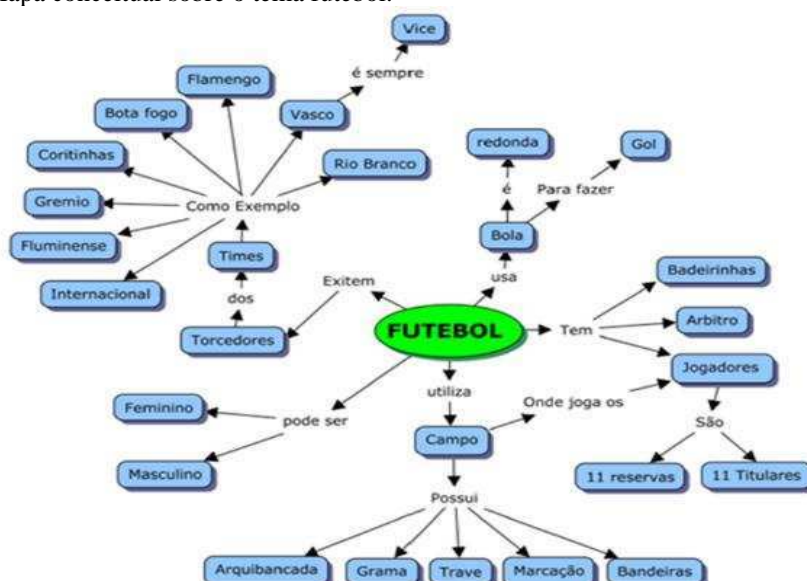 Mapa conceitual sobre o tema futebol.
Vice
é sempre
Flamengo
Bota fogo
Vasco
Coritinhas
Rio Branco
Gremio
Como Exemplo
Fluminense
Times
Internacional
dos
Exitem
Torcedores
redonda
Gol
é
Para fazer
Bola
usa
Badeirinhas
FUTEBOL
Tem
Arbitro
Jogadores
utiliza
Onde joga os
Feminino
pode ser
São
Campo
Masculino
11 reservas
11 Titulares
Possui
Arquibancada
Grama
Trave
Marcação
Bandeiras